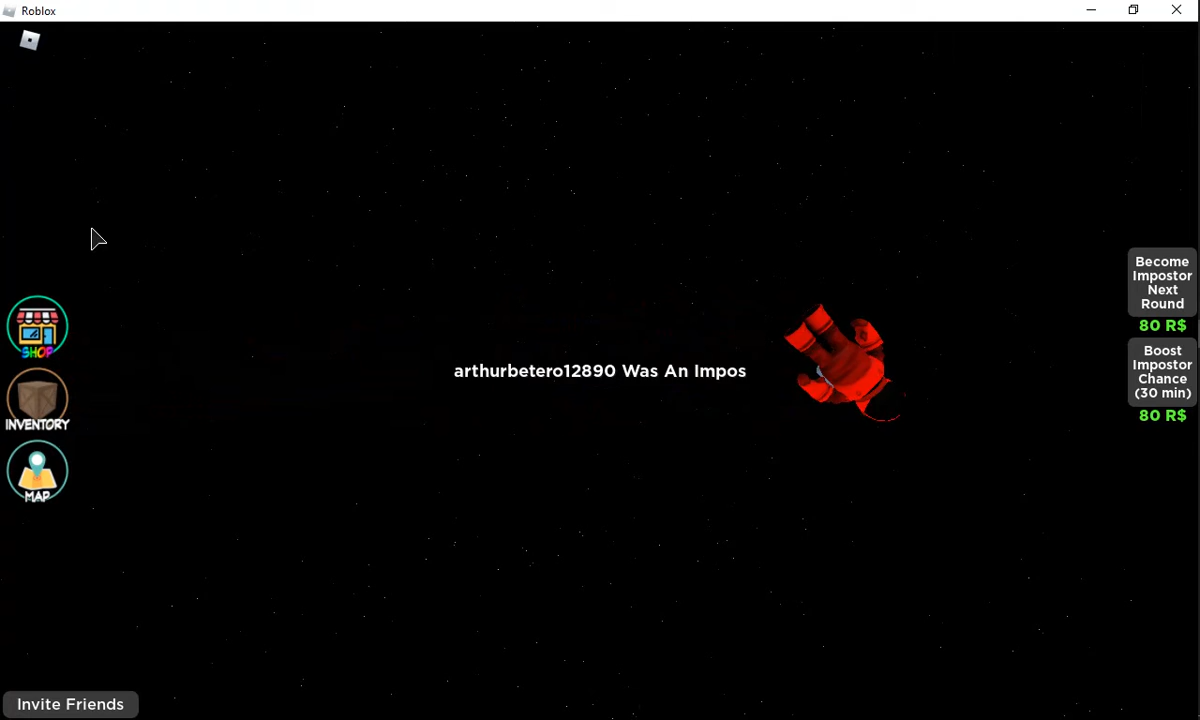 Roblox
Become
Impostor
Next
Round
80 R$
SHOP
Boost
Impostor
Chance
(30 min)
80 R$
arthurbetero12890 Was An Impos
INVENTORY
MAP
Invite Friends